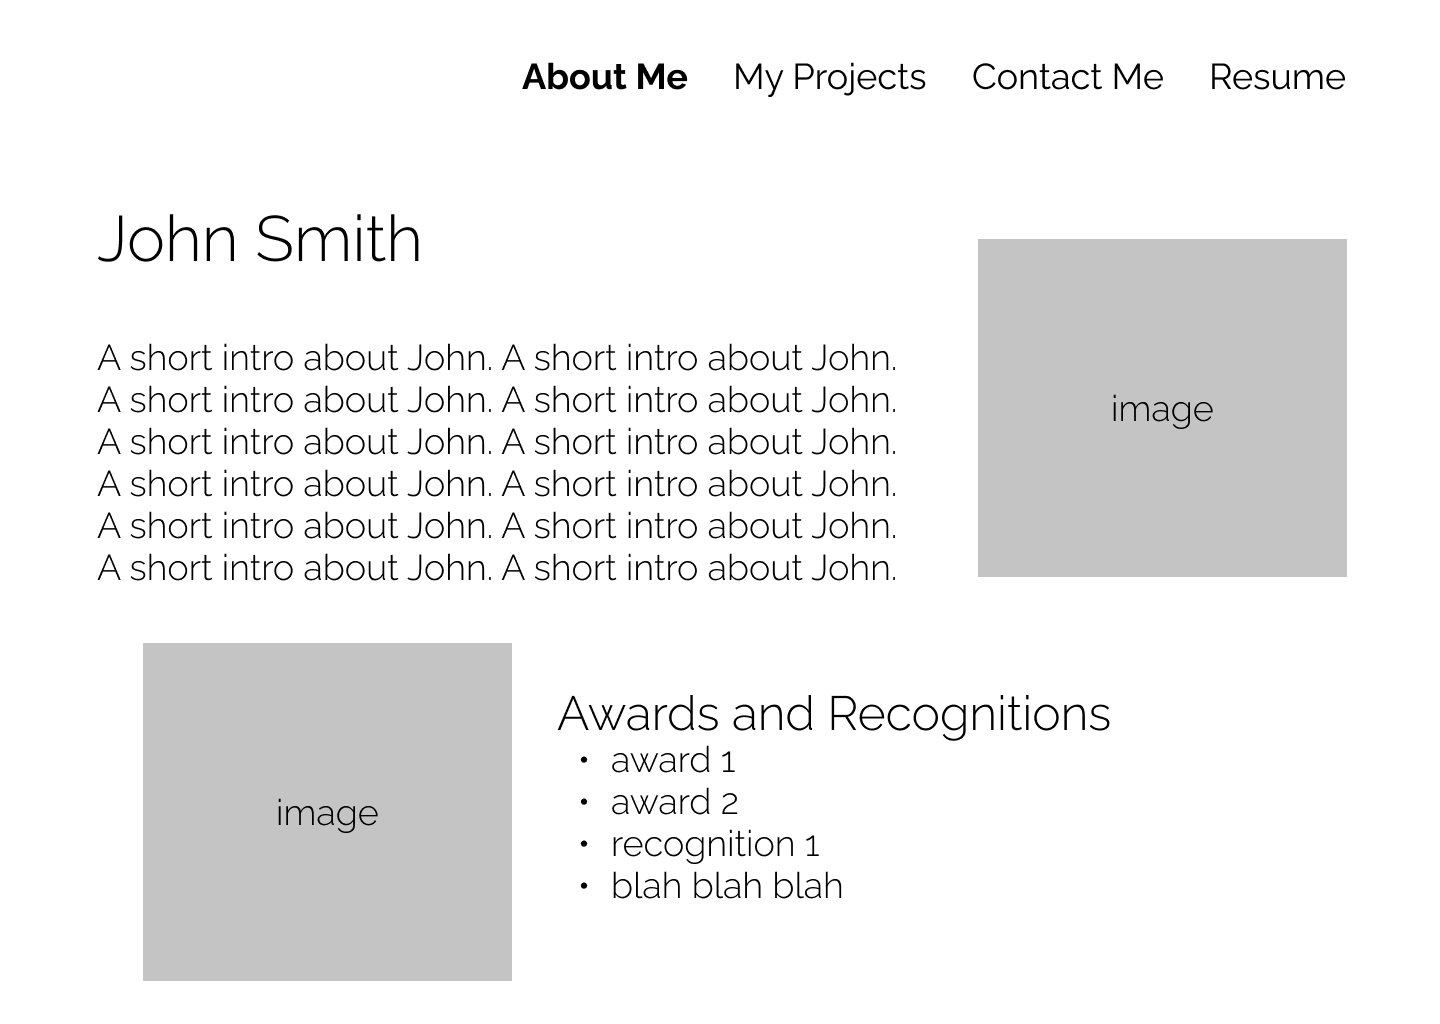 About Me My Projects Contact Me Resume
John Smith
A short intro about John. A short intro about John.
A short intro about John. A short intro about John.
A short intro about John. A short intro about John.
A short intro about John. A short intro about John.
A short intro about John. A short intro about John.
A short intro about John. A short intro about John.
image
image
Awards and Recognitions
• award 1
• award 2
• recognition 1
• blah blah blah